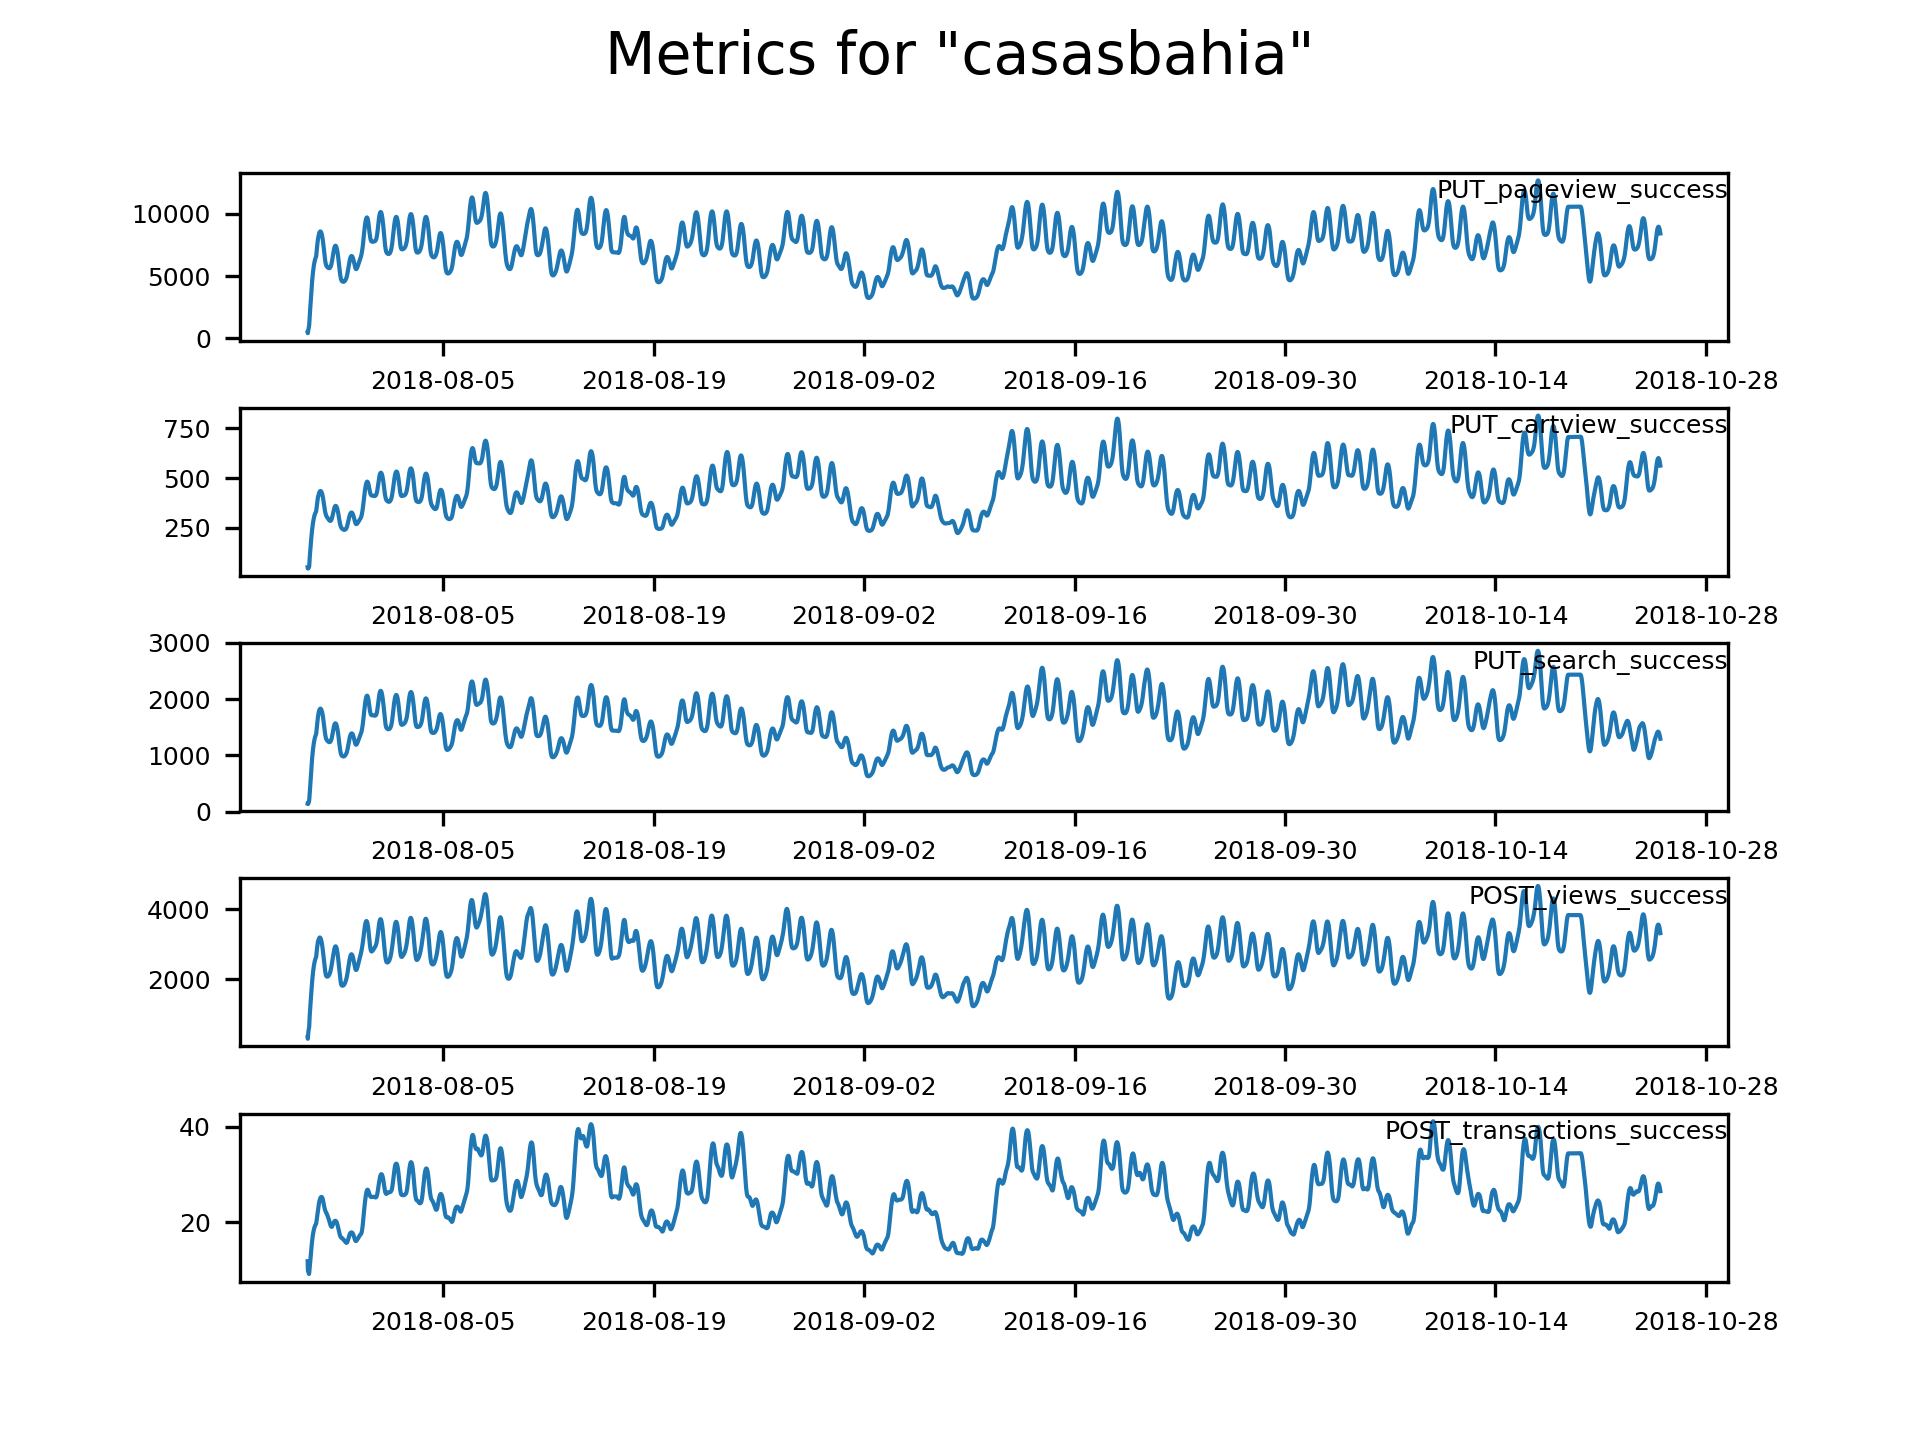 Metrics for "casasbahia"
PUT_pageview_success
10000
5000
0
2018-08-05 2018-08-19 2018-09-02 2018-09-16 2018-09-30 2018-10-14 2018-10-28
PUT_cartview_success
750
500
250
2018-08-05 2018-08-19 2018-09-02 2018-09-16 2018-09-30 2018-10-14 2018-10-28
3000
PUT_search_success
2000
1000
0
2018-08-05 2018-08-19 2018-09-02 2018-09-16 2018-09-30 2018-10-14 2018-10-28
POST_views_success
4000
2000
2018-08-05 2018-08-19 2018-09-02 2018-09-16 2018-09-30 2018-10-14 2018-10-28
40
POST_transactions_success
20
2018-08-05 2018-08-19 2018-09-02 2018-09-16 2018-09-30 2018-10-14 2018-10-28